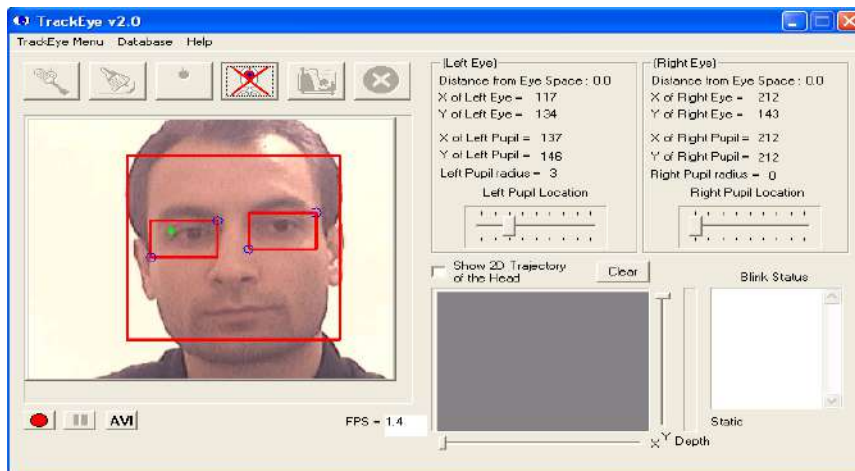 TrackEye v2.0
TrackEye Menu Database Help
(Left Eye)
Distance from Eye Space : 0.0
X of Left Eye = 117
Y of Left Eye = 134
X of Left Pupil = 137
Y of Left Pupil = 146
Left Pupil radius = 3
Left Pupil Location
(Right Eye)
Distance from Eye Space : 0.0
X of Right Eye = 212
Y of Right Eye = 143
X of Right Pupil = 212
Y of Right Pupil = 212
Right Pupil radius = 0
Right Pupil Location
Show 2D Trajectory
of the Head
Clear
Blink Status
AVI
FPS = 1.4
Static
X Y Depth